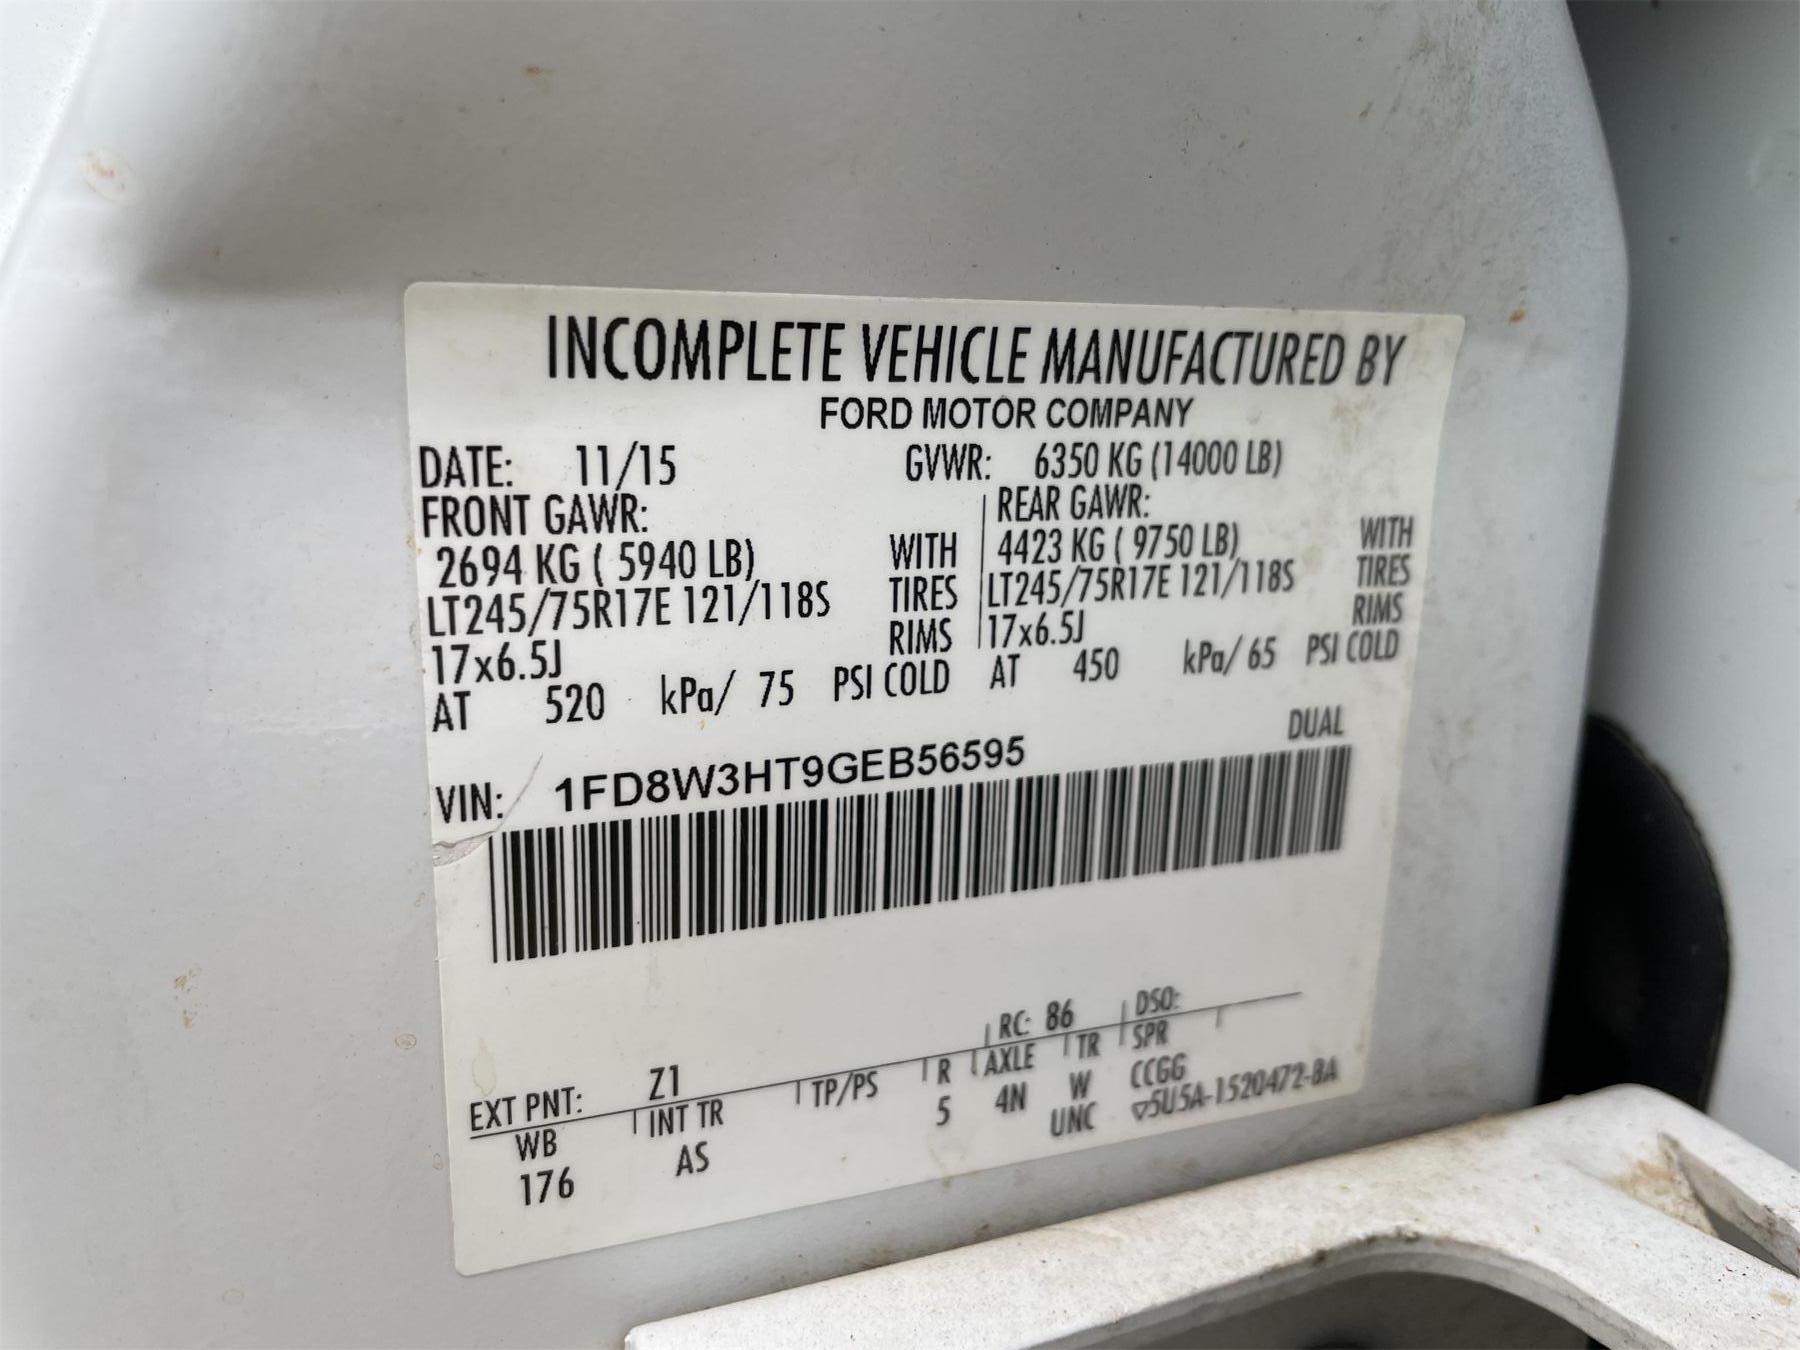 INCOMPLETE VEHICLE MANUFACTURED BY
FORD MOTOR COMPANY
DATE: 11/15 GVWR: 6350 KG (14000 LB)
FRONT GAWR: REAR GAWR:
2694 KG ( 5940 LB) WITH 4423 KG ( 9750 LB) WITH
LT245/75R17E 121/118S TIRES LT245/75R17E 121/118S TIRES
17x6.5J RIMS 17x6.5J RIMS
AT 520 kPa/ 75 PSI COLD AT 450 kPa/ 65 PSI COLD
DUAL
VIN: 1FD8W3HT9GEB56595
EXT PNT: Z1 RC: 86 DSO:
WB INT TR TP/PS R AXLE TR SPR
176 AS 5 4N W CCGG
UNC ▽5U5A-1520472-BA